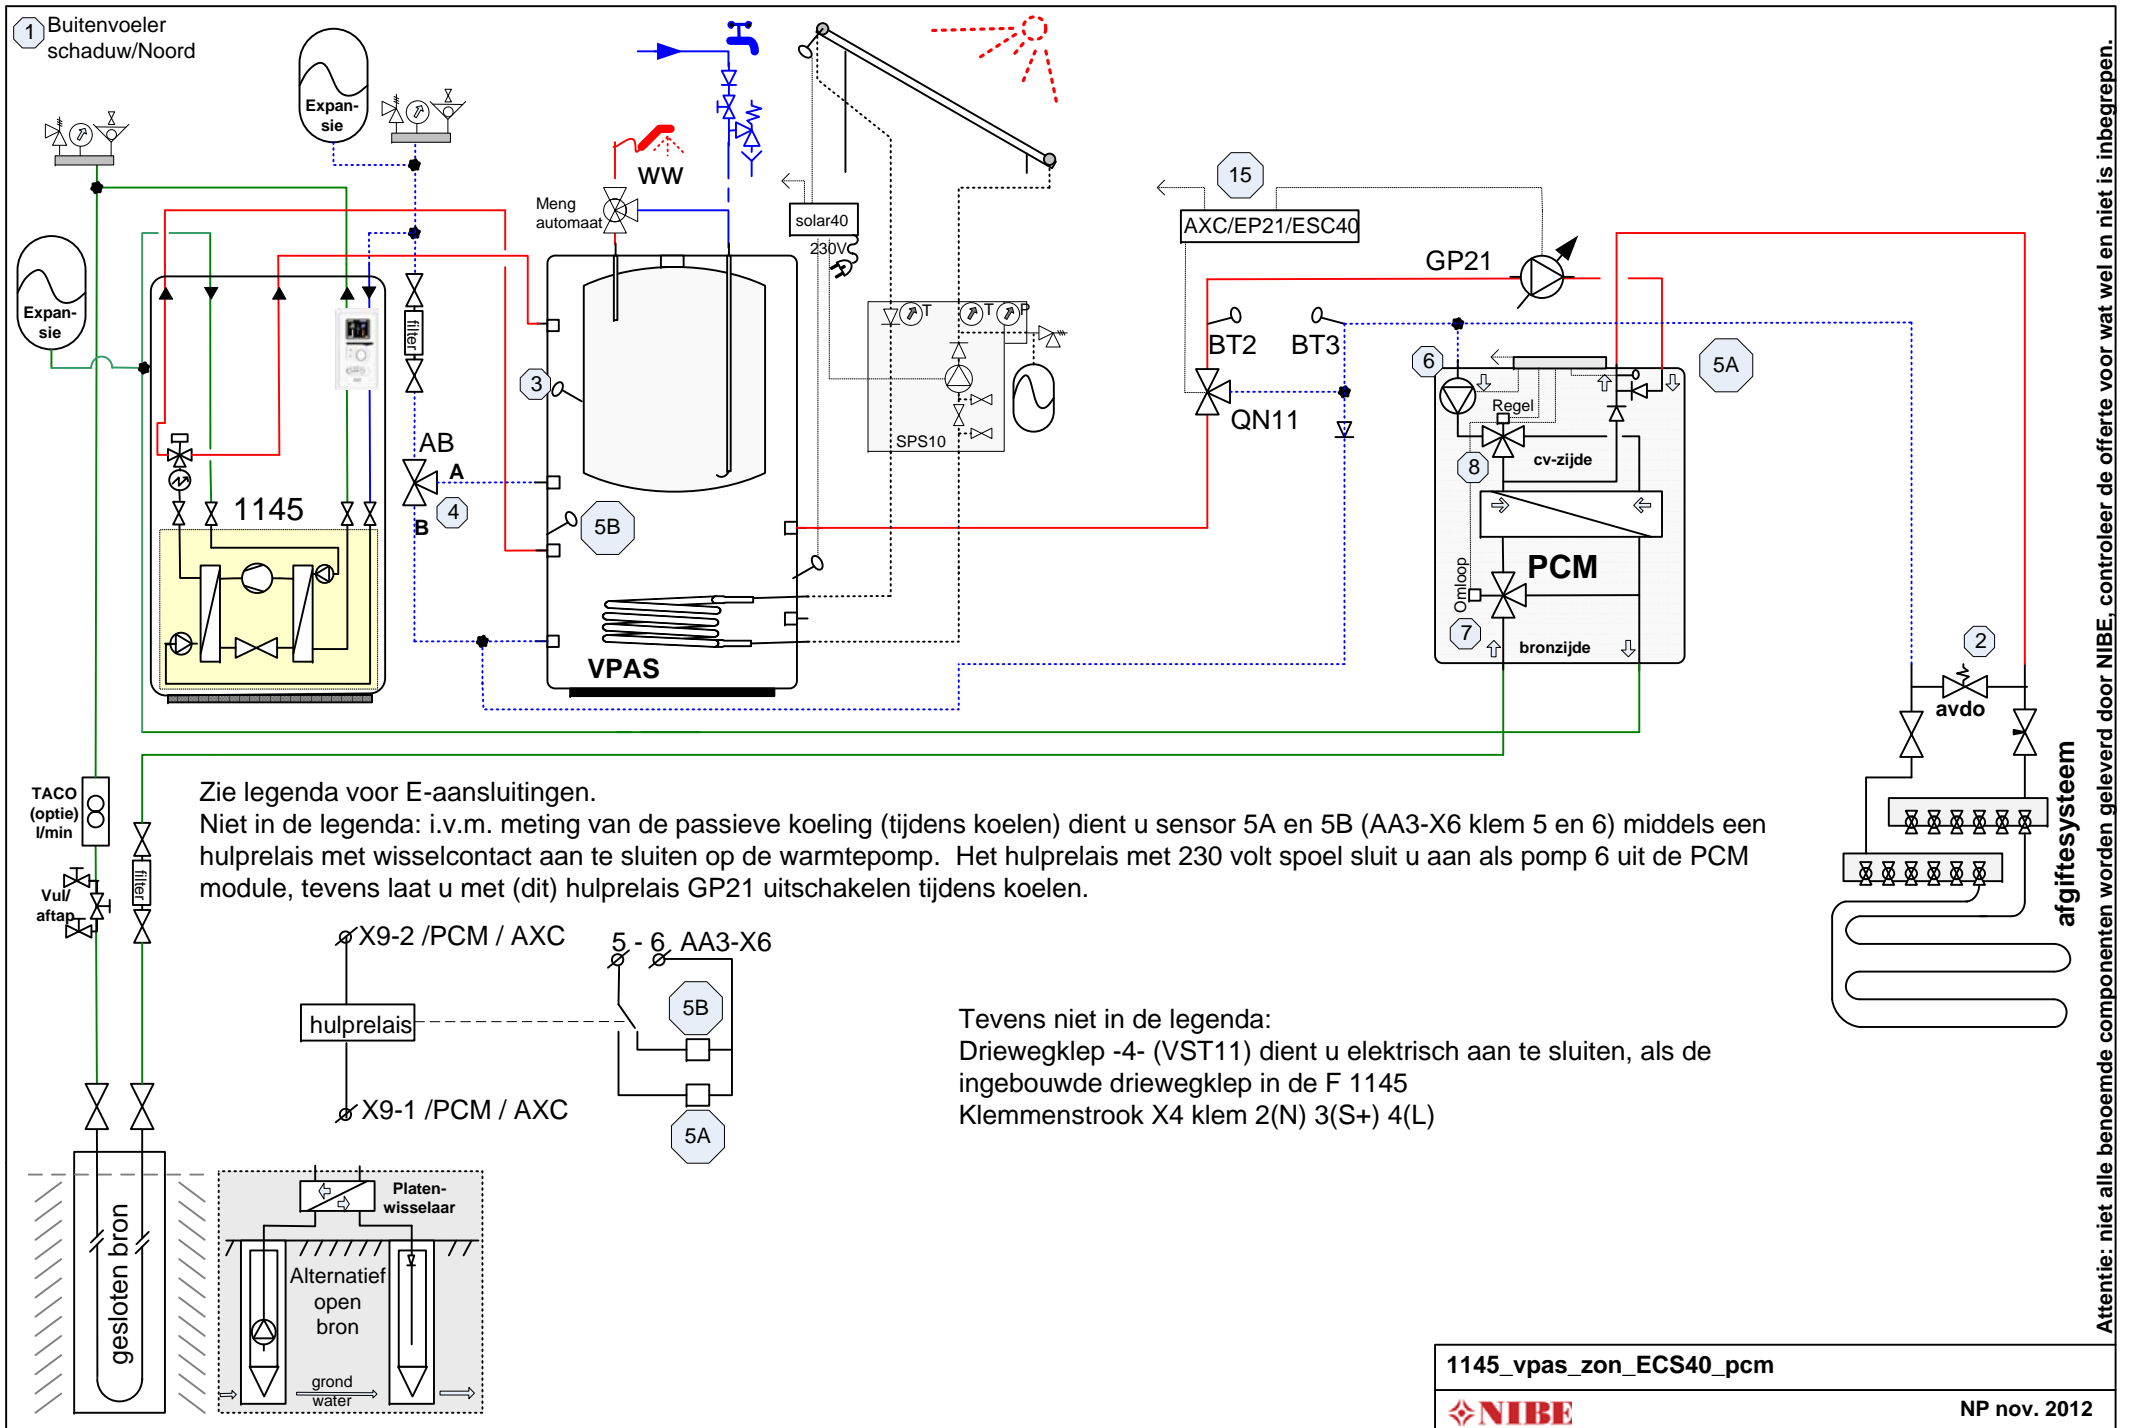 1 Buitenvoeler
schaduw/Noord
Expan-
sie
Expan-
sie
WW
Meng
automaat
solar40
230V
15
AXC/EP21/ESC40
GP21
BT2
BT3
QN11
T
T
P
SPS10
3
filter
AB
A
4
B
5B
1145
VPAS
6
5A
Regel
8
cv-zijde
PCM
Omloop
7
bronzijde
2
avdo
afgiftesysteem
TACO
(optie)
l/min
Vul/
aftap
filter
Zie legenda voor E-aansluitingen.
Niet in de legenda: i.v.m. meting van de passieve koeling (tijdens koelen) dient u sensor 5A en 5B (AA3-X6 klem 5 en 6) middels een
hulprelais met wisselcontact aan te sluiten op de warmtepomp. Het hulprelais met 230 volt spoel sluit u aan als pomp 6 uit de PCM
module, tevens laat u met (dit) hulprelais GP21 uitschakelen tijdens koelen.
X9-2 /PCM / AXC
5 - 6 AA3-X6
hulprelais
5B
X9-1 /PCM / AXC
5A
Tevens niet in de legenda:
Driewegklep -4- (VST11) dient u elektrisch aan te sluiten, als de
ingebouwde driewegklep in de F 1145
Klemmenstrook X4 klem 2(N) 3(S+) 4(L)
gesloten bron
Platen-
wisselaar
Alternatief
open
bron
grond
water
Attentie: niet alle benoemde componenten worden geleverd door NIBE, controleer de offerte voor wat wel en niet is inbegrepen.
1145_vpas_zon_ECS40_pcm
NIBE
NP nov. 2012